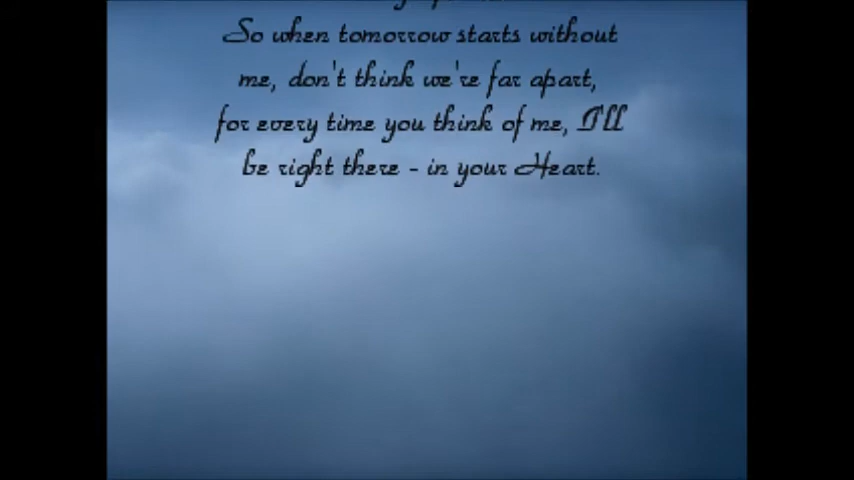 So when tomorrow starts without
me, don't think we're far apart,
for every time you think of me, I'll
be right there - in your Heart.